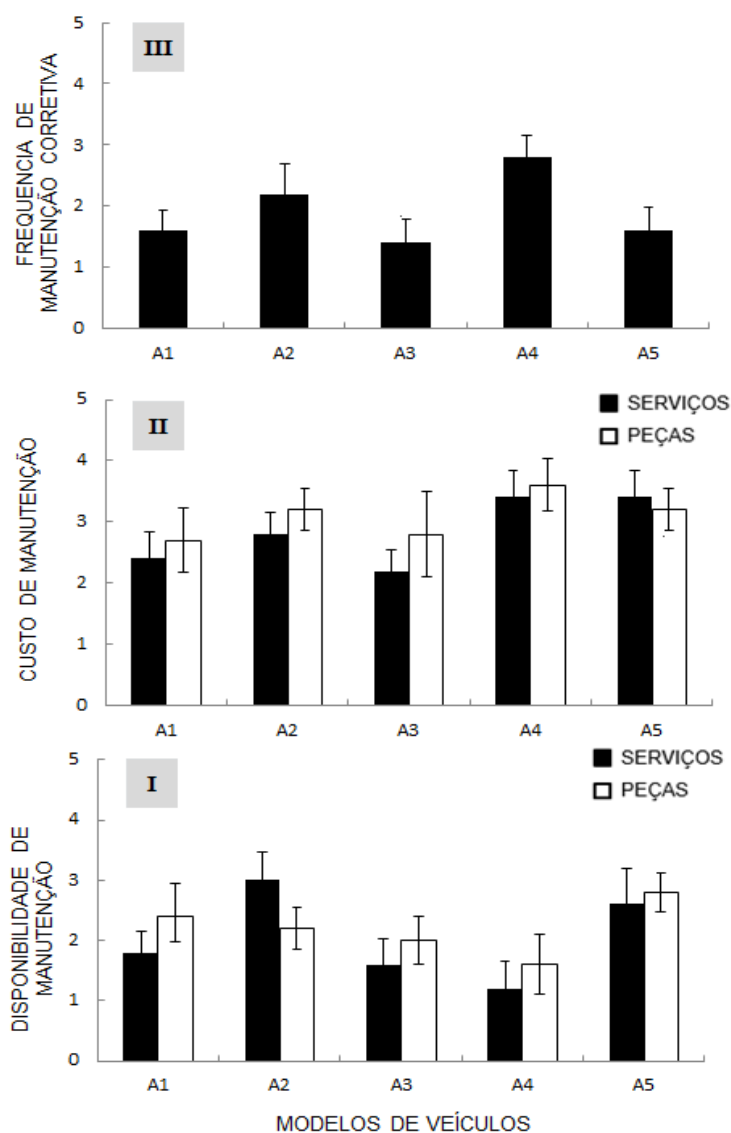 5
III
4
3
2
1
0
FREQUENCIA DE
MANUTENÇÃO CORRETIVA
A1 A2 A3 A4 A5
5
SERVIÇOS
II
PEÇAS
4
3
2
1
0
CUSTO DE MANUTENÇÃO
A1 A2 A3 A4 A5
5
SERVIÇOS
I
PEÇAS
4
3
2
1
0
DISPONIBILIDADE DE
MANUTENÇÃO
A1 A2 A3 A4 A5
MODELOS DE VEÍCULOS